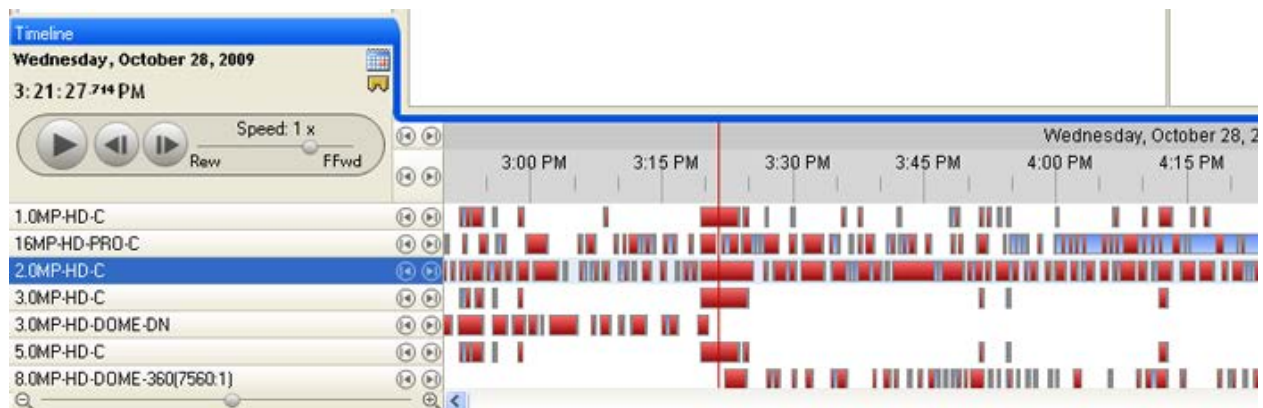 Timeline
Wednesday, October 28, 2009
3:21:27.714 PM
Speed: 1 x
Rew FFwd
Wednesday, October 28, 2
3:00 PM 3:15 PM 3:30 PM 3:45 PM 4:00 PM 4:15 PM
1.0MP-HD-C
16MP-HD-PRO-C
2.0MP-HD-C
3.0MP-HD-C
3.0MP-HD-DOME-DN
5.0MP-HD-C
8.0MP-HD-DOME-360(7560:1)